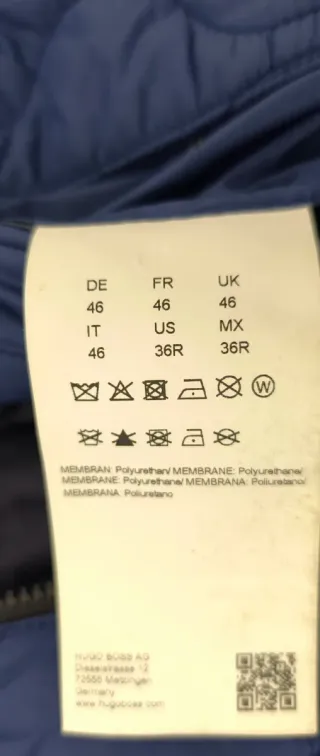 DE FR UK
46 46 46
IT US MX
46 36R 36R
W
MEMBRAN: Polyurethan/ MEMBRANE: Polyurethane/
MEMBRANE: Polyurethane/ MEMBRANA: Poliuretano/
MEMBRANA: Poliuretano
HUGO BOSS AG
Dieselstrasse 12
72555 Metzingen
Germany
www.hugoboss.com